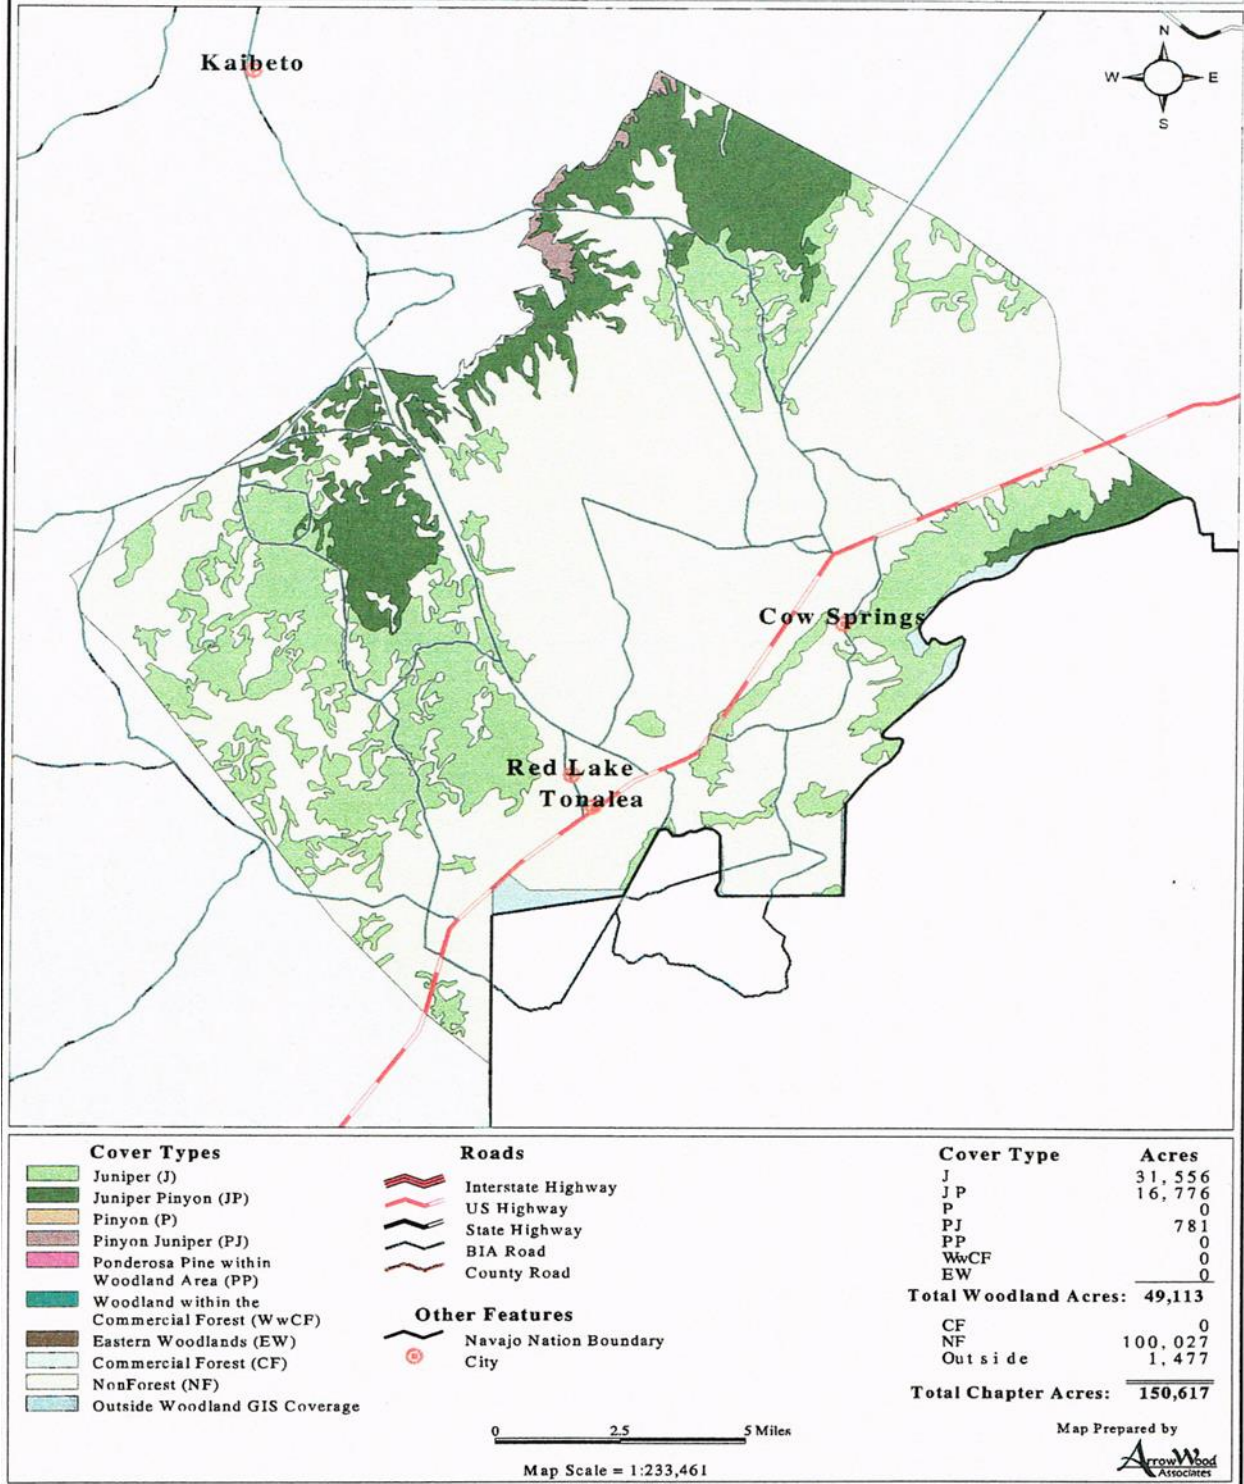 Kaibeto
N
W E
S
Cow Springs
Red Lake
Tonalea
Cover Types
Juniper (J)
Juniper Pinyon (JP)
Pinyon (P)
Pinyon Juniper (PJ)
Ponderosa Pine within
Woodland Area (PP)
Woodland within the
Commercial Forest (WwCF)
Eastern Woodlands (EW)
Commercial Forest (CF)
NonForest (NF)
Outside Woodland GIS Coverage
Roads
Interstate Highway
US Highway
State Highway
BIA Road
County Road
Other Features
Navajo Nation Boundary
City
0 2.5 5 Miles
Map Scale = 1:233,461
Cover Type Acres
J 31,556
JP 16,776
P 0
PJ 781
PP 0
WwCF 0
EW 0
Total Woodland Acres: 49,113
CF 0
NF 100,027
Outside 1,477
Total Chapter Acres: 150,617
Map Prepared by
ArrowWood
Associates